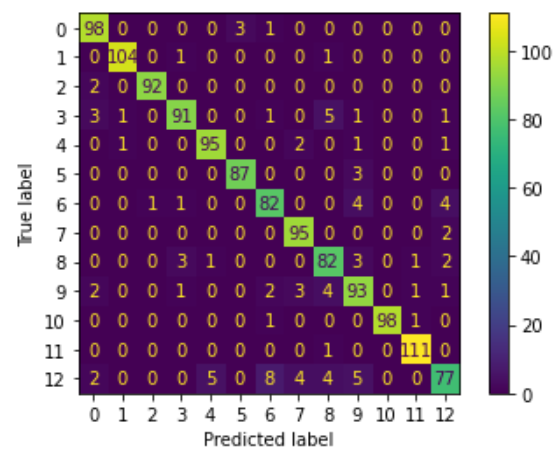 0 98 0 0 0 0 3 1 0 0 0 0 0 0
1 0 104 0 1 0 0 0 0 1 0 0 0 0
2 2 0 92 0 0 0 0 0 0 0 0 0 0
3 3 1 0 91 0 0 1 0 5 1 0 0 1
4 0 1 0 0 95 0 0 2 0 1 0 0 1
5 0 0 0 0 0 87 0 0 0 3 0 0 0
6 0 0 1 1 0 0 82 0 0 4 0 0 4
7 0 0 0 0 0 0 0 95 0 0 0 0 2
8 0 0 0 3 1 0 0 0 82 3 0 1 2
9 2 0 0 1 0 0 2 3 4 93 0 1 1
10 0 0 0 0 0 0 1 0 0 0 98 1 0
11 0 0 0 0 0 0 0 0 1 0 0 111 0
12 2 0 0 0 5 0 8 4 4 5 0 0 77
0 1 2 3 4 5 6 7 8 9 10 11 12
Predicted label
True label
100
80
60
40
20
0